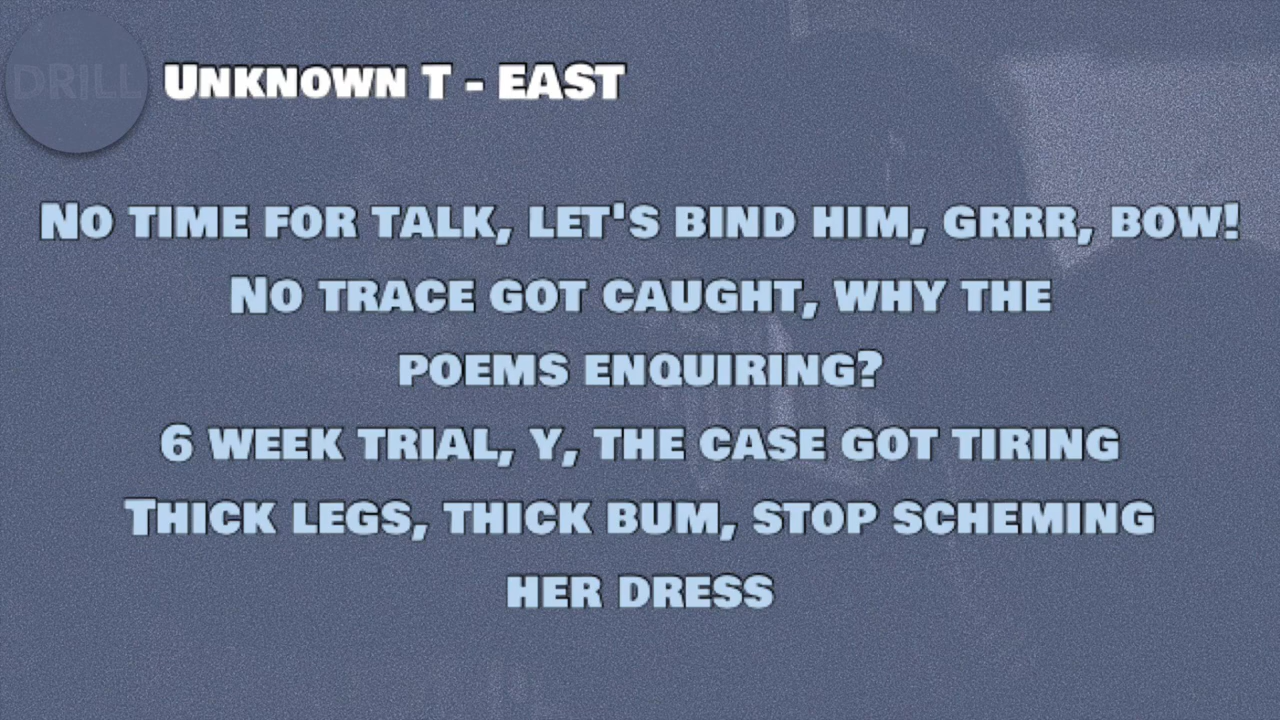 DRILL
Unknown T - EAST
No time for talk, let's bind him, grrr, bow!
No trace got caught, why the
poems enquiring?
6 week trial, y, the case got tiring
Thick legs, thick bum, stop scheming
her dress